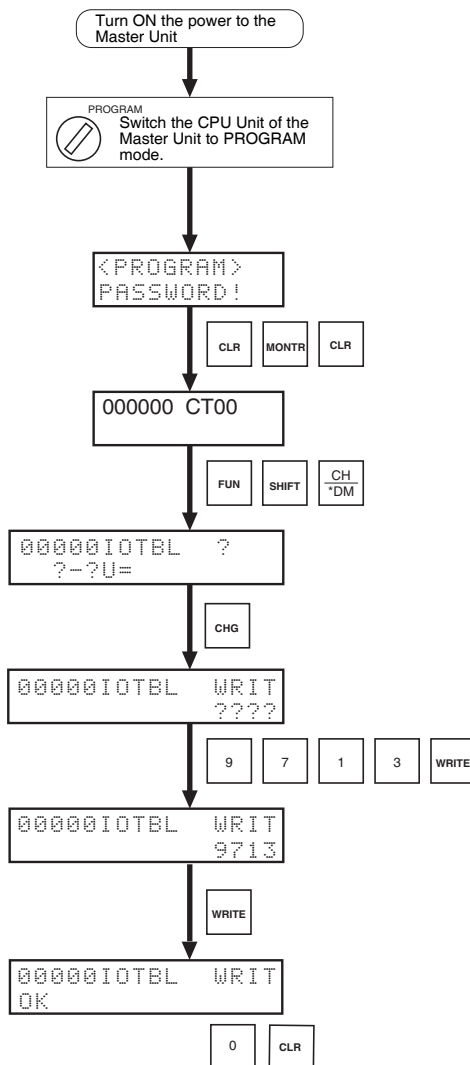 Turn ON the power to the
Master Unit
PROGRAM
Switch the CPU Unit of the
Master Unit to PROGRAM
mode.
<PROGRAM>
PASSWORD!
CLR MONTR CLR
000000 CT00
FUN SHIFT CH
*DM
00000IOTBL ?
?-?U=
CHG
00000IOTBL WRIT
????
9 7 1 3 WRITE
00000IOTBL WRIT
9713
WRITE
00000IOTBL WRIT
OK
0 CLR